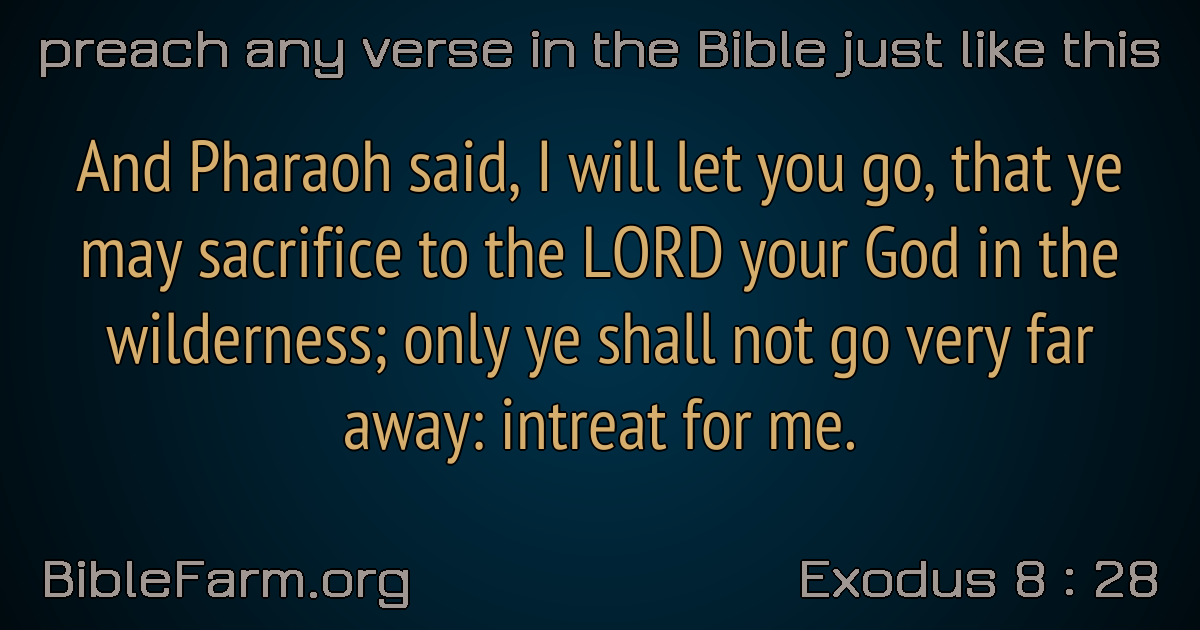 preach any verse in the Bible just like this
And Pharaoh said, I will let you go, that ye
may sacrifice to the LORD your God in the
wilderness; only ye shall not go very far
away: intreat for me.
BibleFarm.org
Exodus 8 : 28